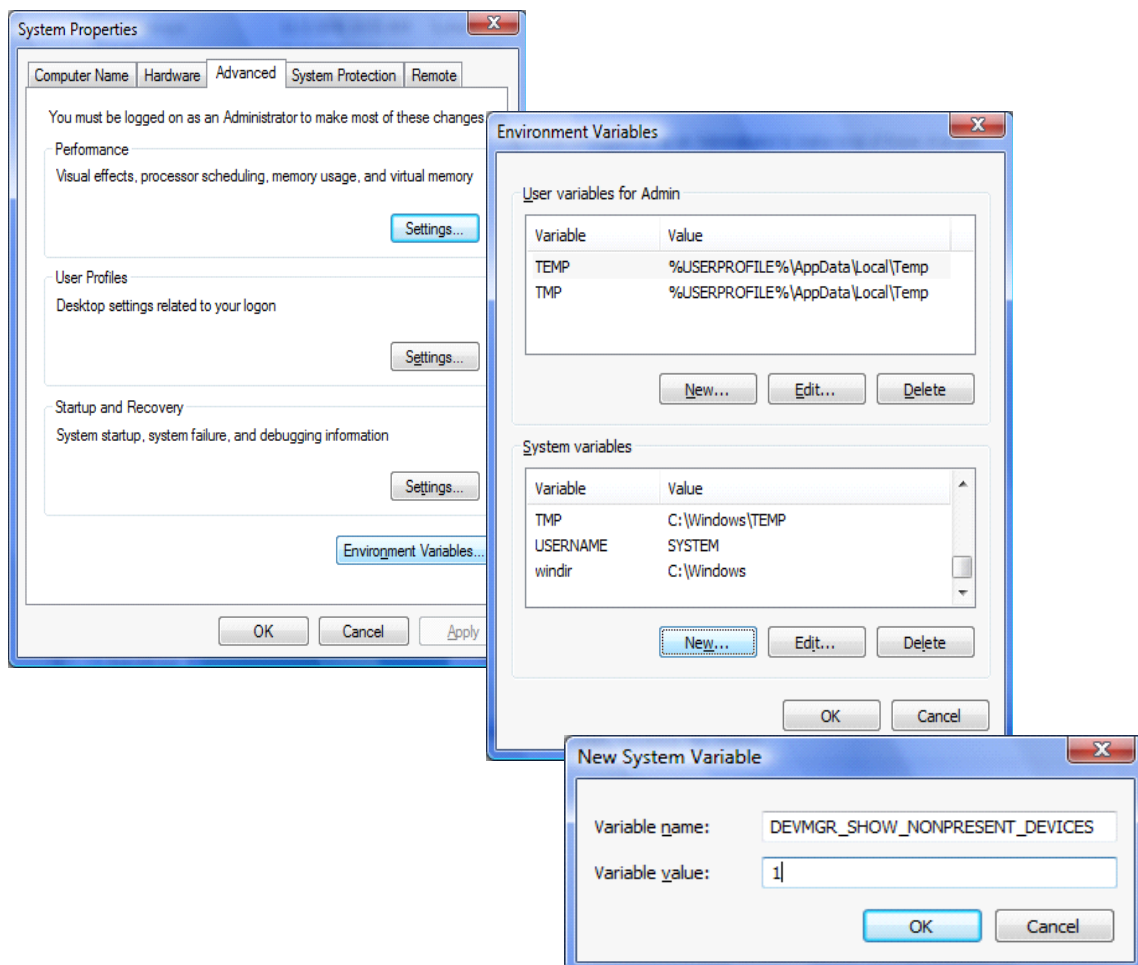 System Properties
X
Computer Name Hardware Advanced System Protection Remote
You must be logged on as an Administrator to make most of these changes
Performance
Visual effects, processor scheduling, memory usage, and virtual memory
Settings...
User Profiles
Desktop settings related to your logon
Settings...
Startup and Recovery
System startup, system failure, and debugging information
Settings...
Environment Variables...
OK Cancel Apply
Environment Variables
X
User variables for Admin
Variable Value
TEMP %USERPROFILE%\AppData\Local\Temp
TMP %USERPROFILE%\AppData\Local\Temp
New... Edit... Delete
System variables
Variable Value
TMP C:\Windows\TEMP
USERNAME SYSTEM
windir C:\Windows
New... Edit... Delete
OK Cancel
New System Variable
X
Variable name: DEVMGR_SHOW_NONPRESENT_DEVICES
Variable value: 1
OK Cancel